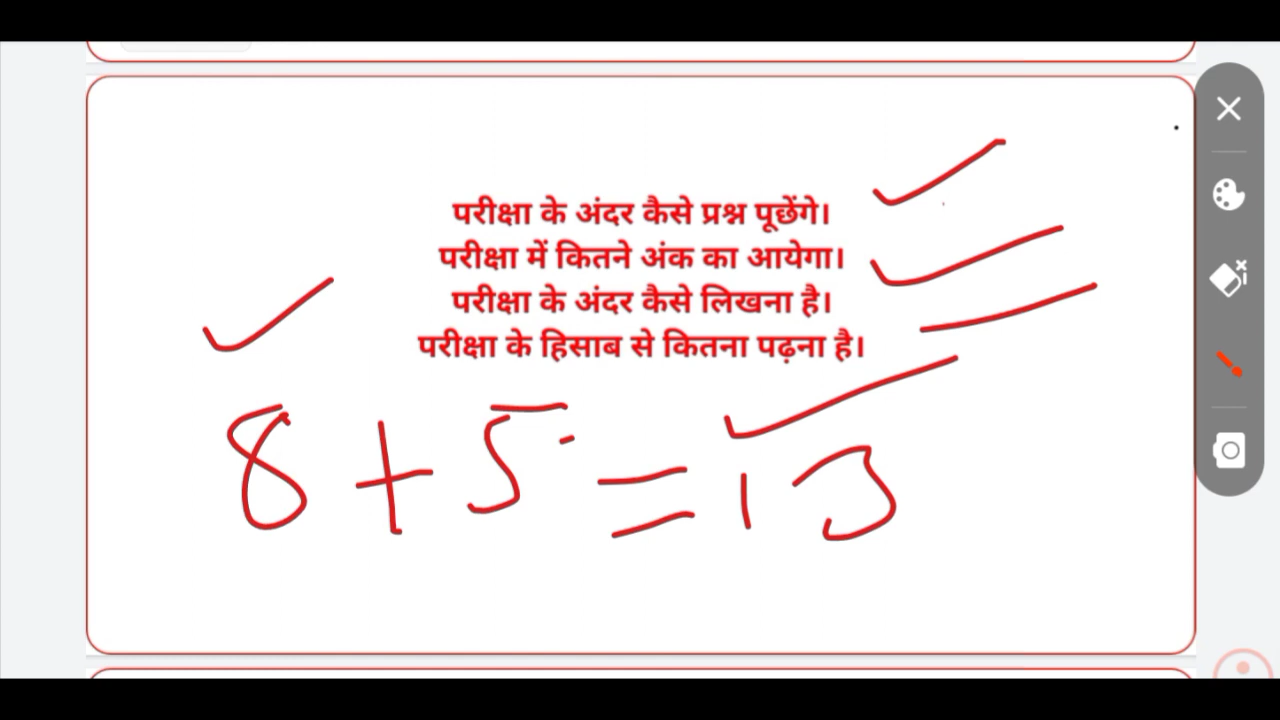 परीक्षा के अंदर कैसे प्रश्न पूछेंगे।
परीक्षा में कितने अंक का आयेगा।
परीक्षा के अंदर कैसे लिखना है।
परीक्षा के हिसाब से कितना पढ़ना है।
8 + 5 = 13